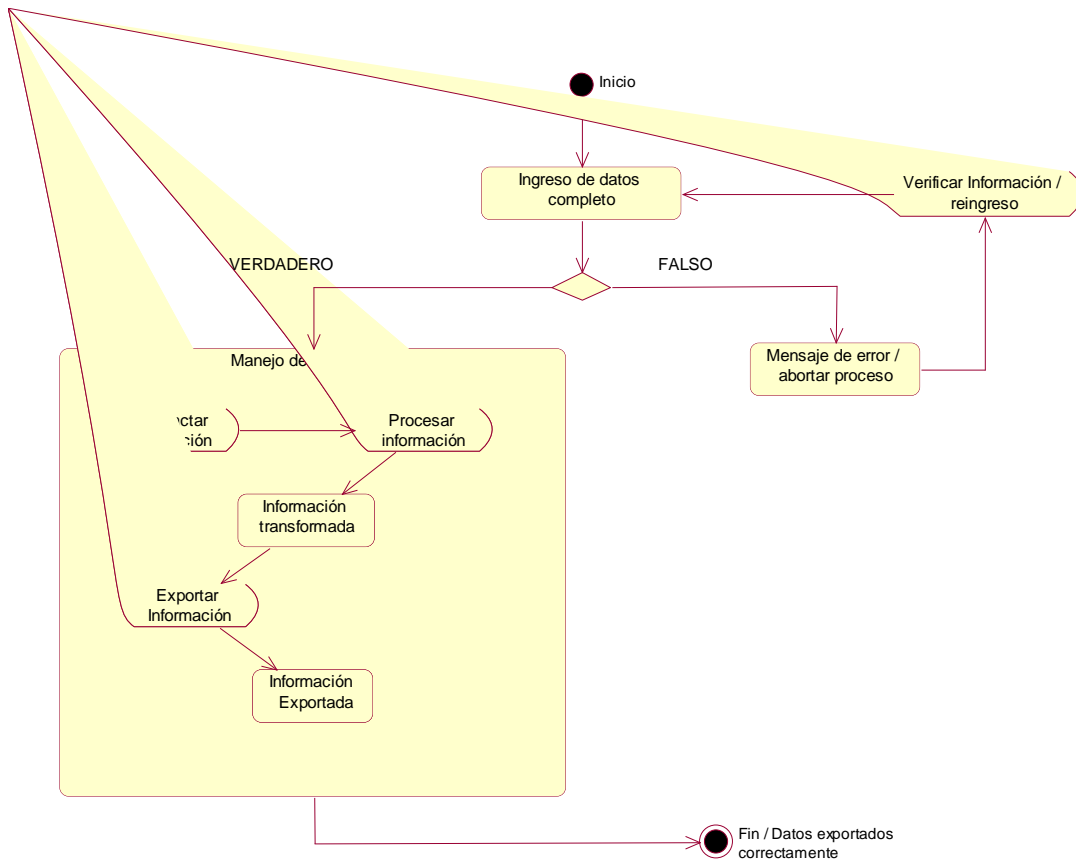 Inicio
Ingreso de datos
completo
Verificar Información /
reingreso
VERDADERO
FALSO
Manejo de
Mensaje de error /
abortar proceso
Procesar
información
Información
transformada
Exportar
Información
Información
Exportada
Fin / Datos exportados
correctamente